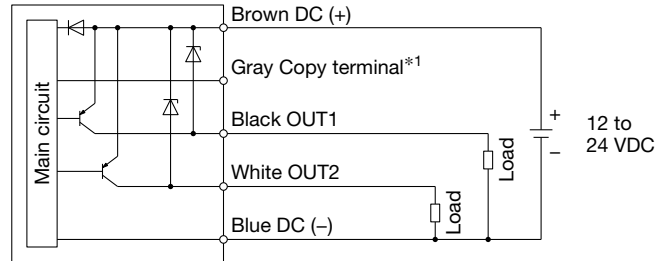 Brown DC (+)
Gray Copy terminal*1
Black OUT1
White OUT2
Blue DC (–)
Main circuit
Load
Load
+
–
12 to
24 VDC